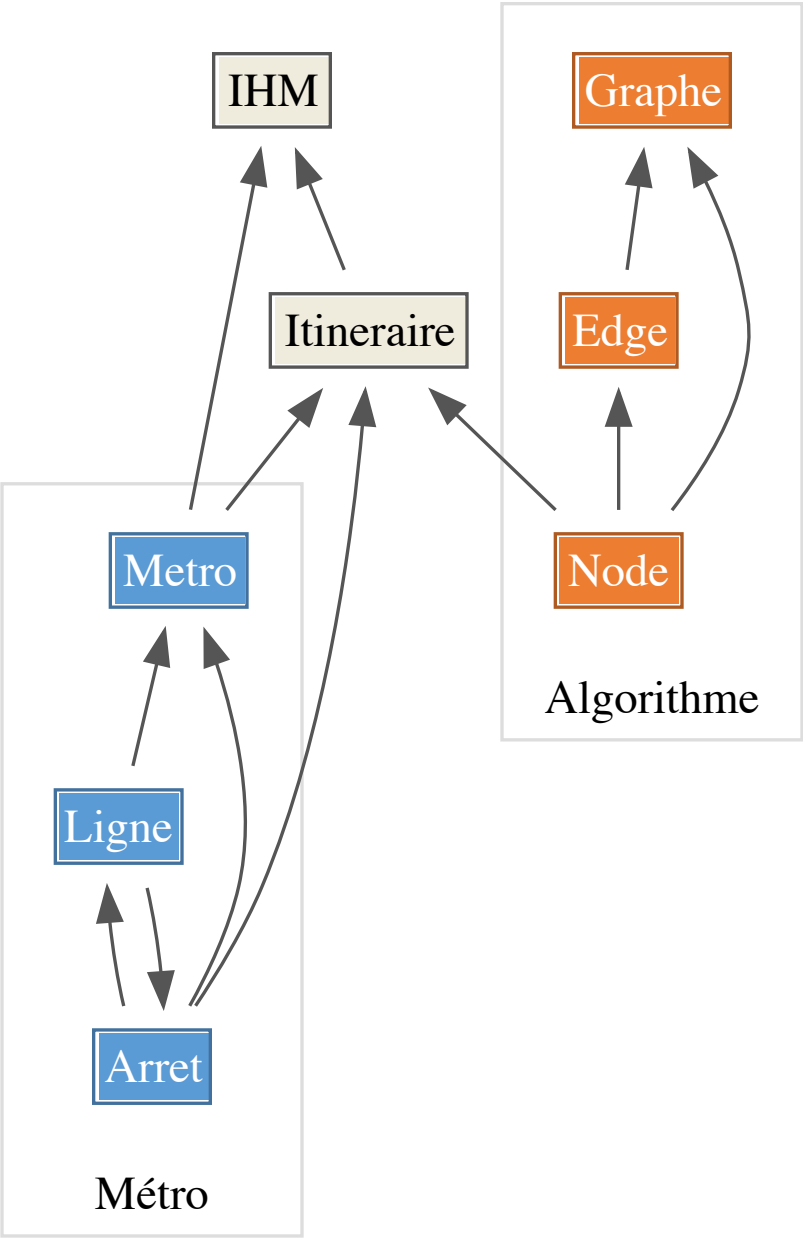 IHM
Graphe
Itineraire
Edge
Metro
Node
Algorithme
Ligne
Arret
Métro